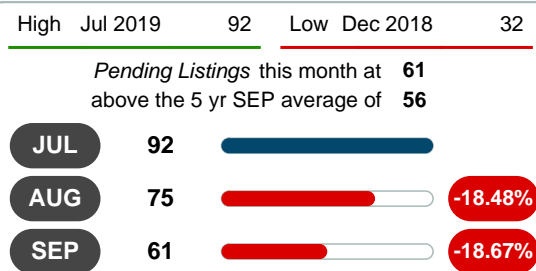 High Jul 2019 92 Low Dec 2018 32
Pending Listings this month at 61
above the 5 yr SEP average of 56
JUL 92
AUG 75 -18.48%
SEP 61 -18.67%